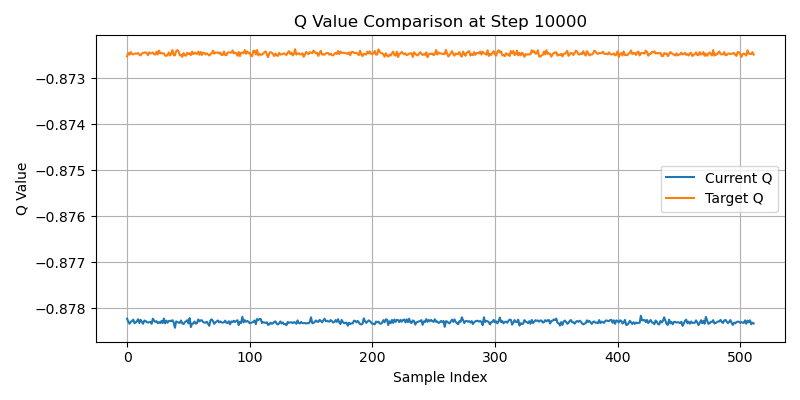 Q Value Comparison at Step 10000
Q Value
−0.873
−0.874
−0.875
−0.876
−0.877
−0.878
Current Q
Target Q
0 100 200 300 400 500
Sample Index